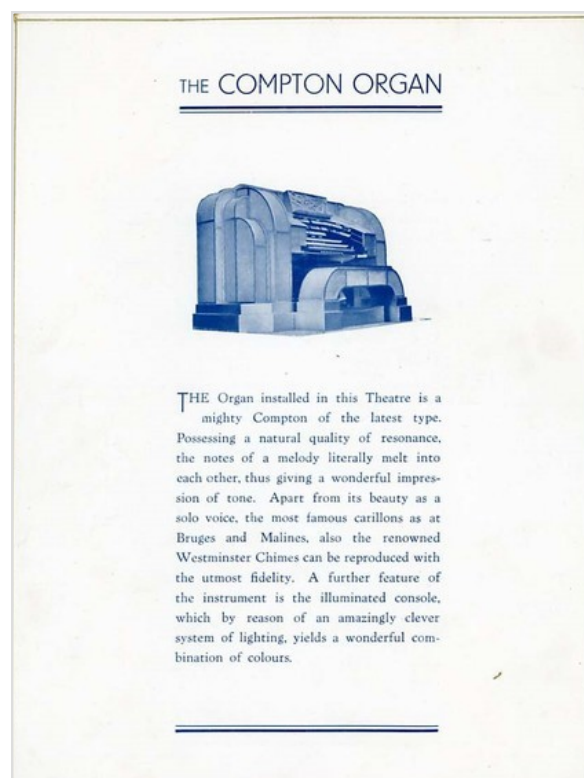 THE COMPTON ORGAN
THE Organ installed in this Theatre is a
mighty Compton of the latest type.
Possessing a natural quality of resonance,
the notes of a melody literally melt into
each other, thus giving a wonderful impres-
sion of tone. Apart from its beauty as a
solo voice, the most famous carillons as at
Bruges and Malines, also the renowned
Westminster Chimes can be reproduced with
the utmost fidelity. A further feature of
the instrument is the illuminated console,
which by reason of an amazingly clever
system of lighting, yields a wonderful com-
bination of colours.